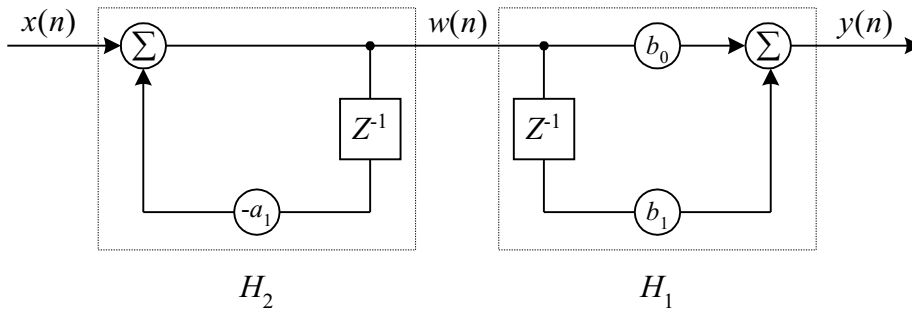 x(n) w(n) y(n)
Σ b₀ Σ
Z⁻¹ Z⁻¹
-a₁ b₁
H₂ H₁